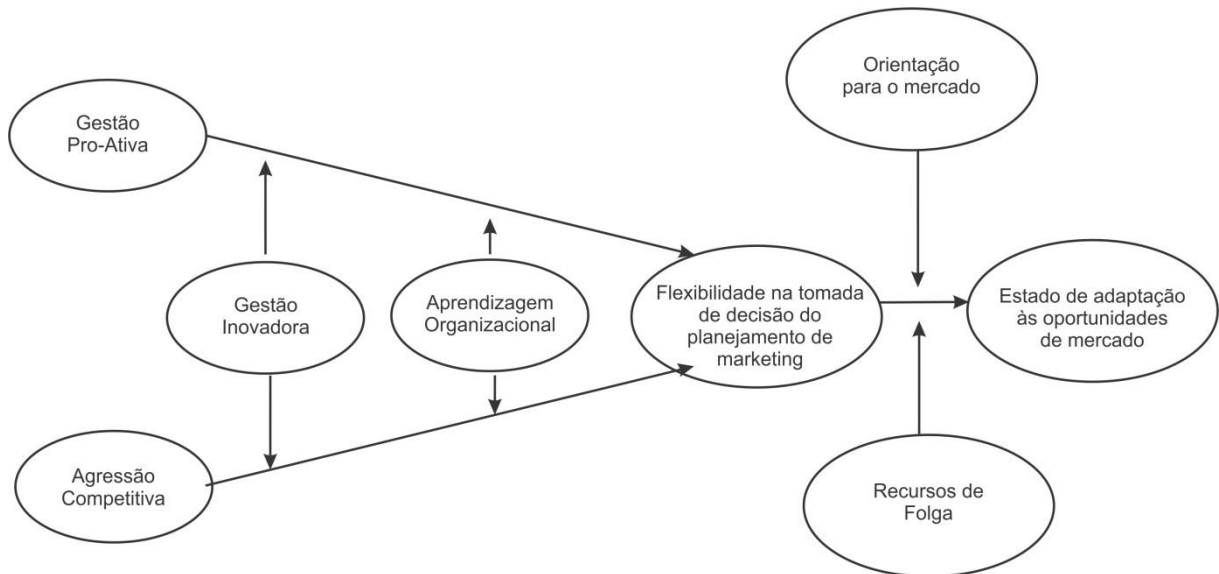 Orientação
para o mercado
Gestão
Pro-Ativa
Gestão
Inovadora
Aprendizagem
Organizacional
Flexibilidade na tomada
de decisão do
planejamento de
marketing
Estado de adaptação
às oportunidades
de mercado
Agressão
Competitiva
Recursos de
Folga